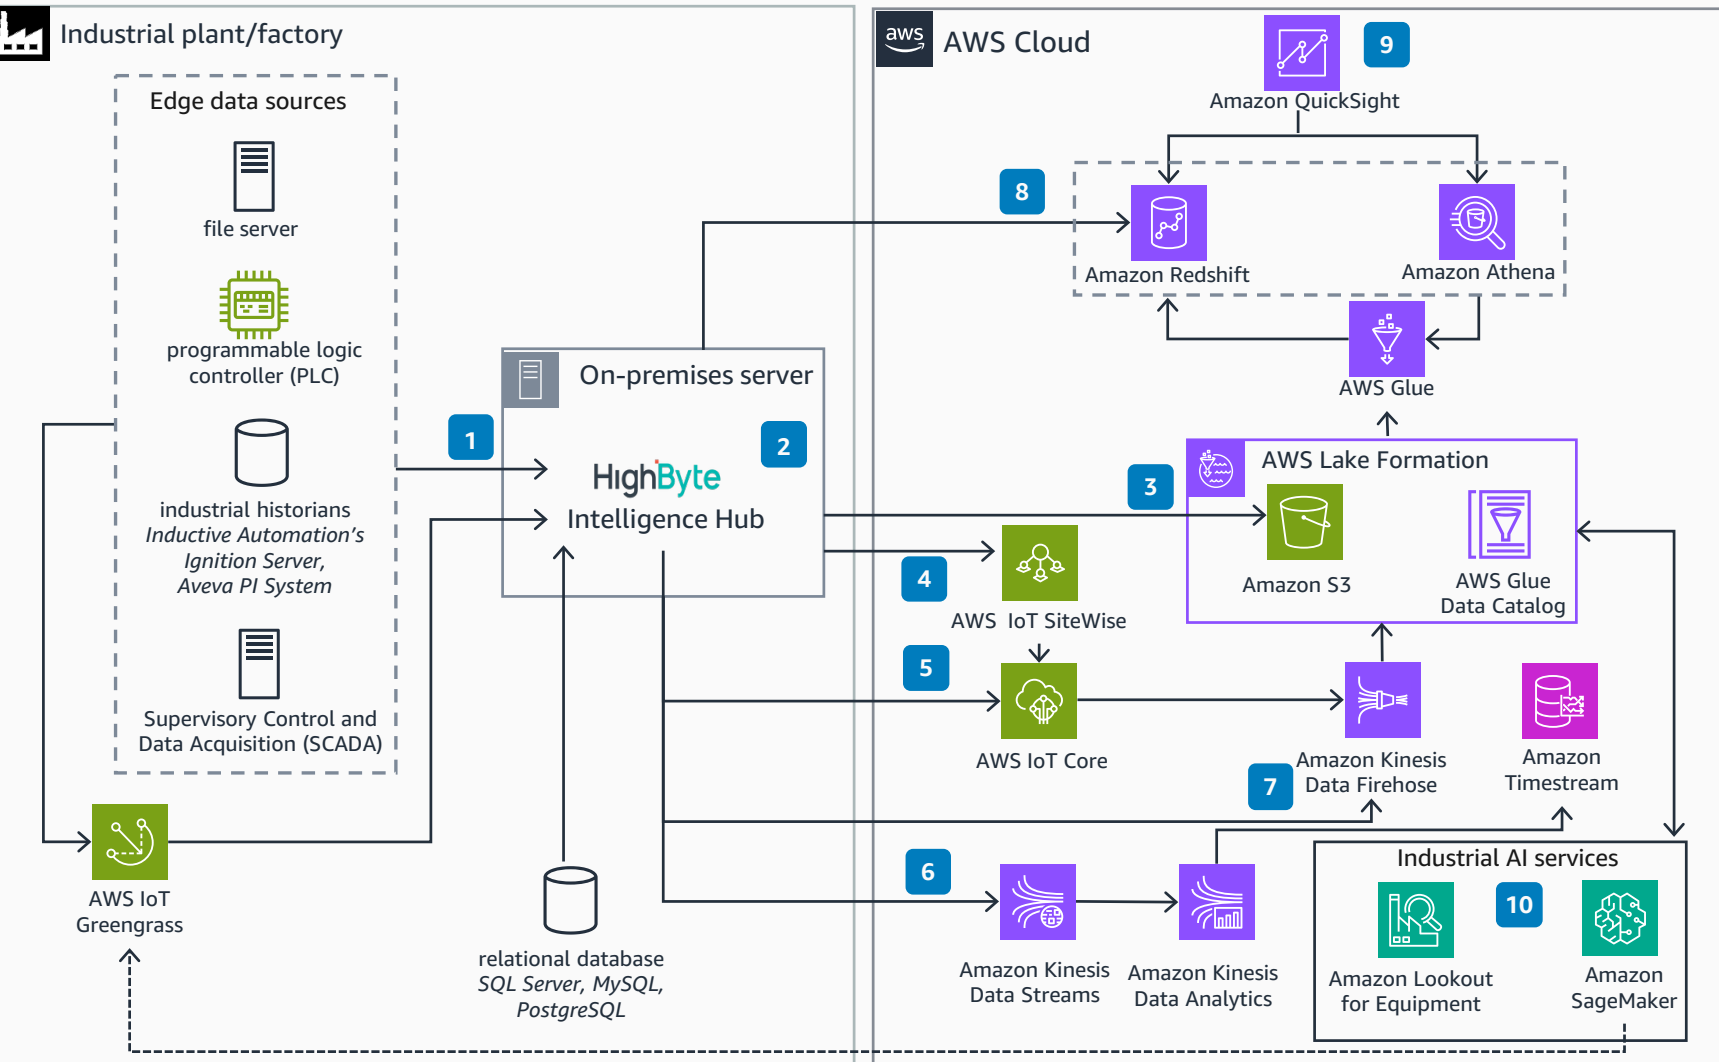 Industrial plant/factory
Edge data sources
file server
programmable logic
controller (PLC)
industrial historians
Inductive Automation's
Ignition Server,
Aveva PI System
Supervisory Control and
Data Acquisition (SCADA)
AWS IoT
Greengrass
1
On-premises server
2
HighByte
Intelligence Hub
relational database
SQL Server, MySQL,
PostgreSQL
aws
AWS Cloud
9
Amazon QuickSight
8
Amazon Redshift
Amazon Athena
AWS Glue
3
AWS Lake Formation
Amazon S3
AWS Glue
Data Catalog
4
AWS IoT SiteWise
5
AWS IoT Core
Amazon Kinesis
Data Firehose
7
Amazon
Timestream
6
Amazon Kinesis
Data Streams
Amazon Kinesis
Data Analytics
Industrial AI services
10
Amazon Lookout
for Equipment
Amazon
SageMaker